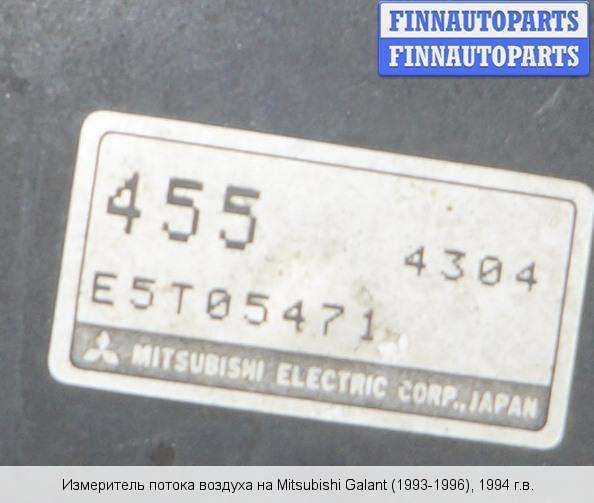 FINNAUTOPARTS
FINNAUTOPARTS
455
4304
E5T05471
MITSUBISHI ELECTRIC CORP., JAPAN
Измеритель потока воздуха на Mitsubishi Galant (1993-1996), 1994 г.в.